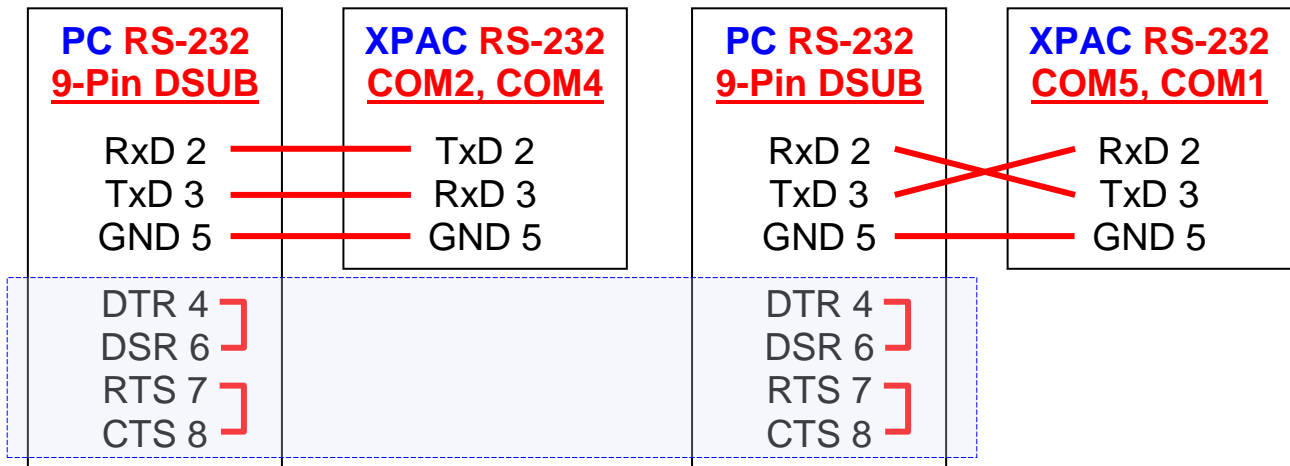 PC RS-232
9-Pin DSUB
RxD 2
TxD 3
GND 5
DTR 4
DSR 6
RTS 7
CTS 8
XPAC RS-232
COM2, COM4
TxD 2
RxD 3
GND 5
PC RS-232
9-Pin DSUB
RxD 2
TxD 3
GND 5
DTR 4
DSR 6
RTS 7
CTS 8
XPAC RS-232
COM5, COM1
RxD 2
TxD 3
GND 5